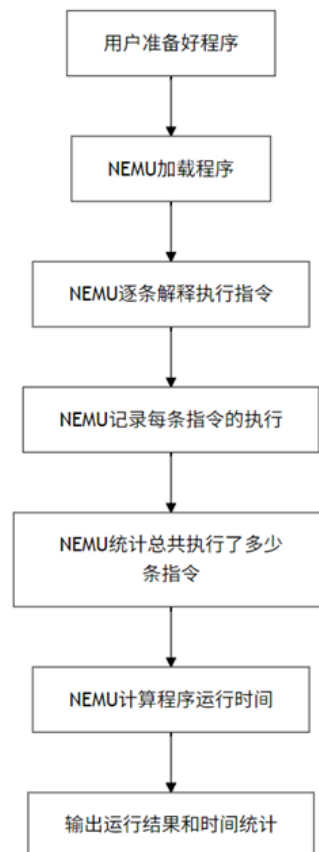 用户准备好程序
NEMU加载程序
NEMU逐条解释执行指令
NEMU记录每条指令的执行
NEMU统计总共执行了多少
条指令
NEMU计算程序运行时间
输出运行结果和时间统计